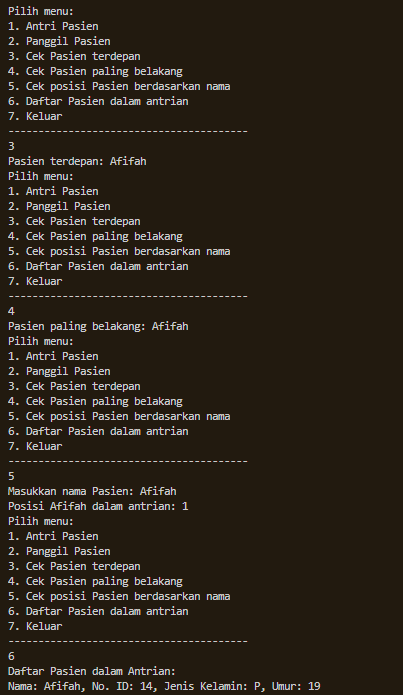 Pilih menu:
1. Antri Pasien
2. Panggil Pasien
3. Cek Pasien terdepan
4. Cek Pasien paling belakang
5. Cek posisi Pasien berdasarkan nama
6. Daftar Pasien dalam antrian
7. Keluar
----------------------------------------
3
Pasien terdepan: Afifah
Pilih menu:
1. Antri Pasien
2. Panggil Pasien
3. Cek Pasien terdepan
4. Cek Pasien paling belakang
5. Cek posisi Pasien berdasarkan nama
6. Daftar Pasien dalam antrian
7. Keluar
----------------------------------------
4
Pasien paling belakang: Afifah
Pilih menu:
1. Antri Pasien
2. Panggil Pasien
3. Cek Pasien terdepan
4. Cek Pasien paling belakang
5. Cek posisi Pasien berdasarkan nama
6. Daftar Pasien dalam antrian
7. Keluar
----------------------------------------
5
Masukkan nama Pasien: Afifah
Posisi Afifah dalam antrian: 1
Pilih menu:
1. Antri Pasien
2. Panggil Pasien
3. Cek Pasien terdepan
4. Cek Pasien paling belakang
5. Cek posisi Pasien berdasarkan nama
6. Daftar Pasien dalam antrian
7. Keluar
----------------------------------------
6
Daftar Pasien dalam Antrian:
Nama: Afifah, No. ID: 14, Jenis Kelamin: P, Umur: 19